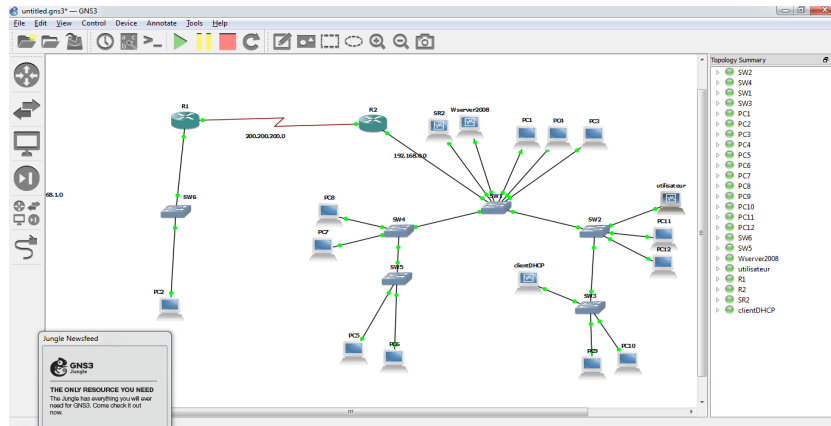 untitled.gns3* — GNS3
File Edit View Control Device Annotate Tools Help
Topology Summary
SW2
SW4
SW1
SW3
PC1
PC2
PC3
PC4
PC5
PC6
PC7
PC8
PC9
PC10
PC11
PC12
SW6
SW5
Wserver2008
utilisateur
R1
R2
SR2
clientDHCP
R1
R2
200.200.200.0
192.168.0.0
SR2
Wserver2008
PC1
PC4
PC3
68.1.0
SW6
PC8
SW4
PC7
SW1
utilisateur
SW2
PC11
PC12
SW5
clientDHCP
SW3
PC2
PC5
PC6
PC9
PC10
Jungle Newsfeed
GNS3
Jungle
THE ONLY RESOURCE YOU NEED
The Jungle has everything you will ever
need for GNS3. Come check it out
now.